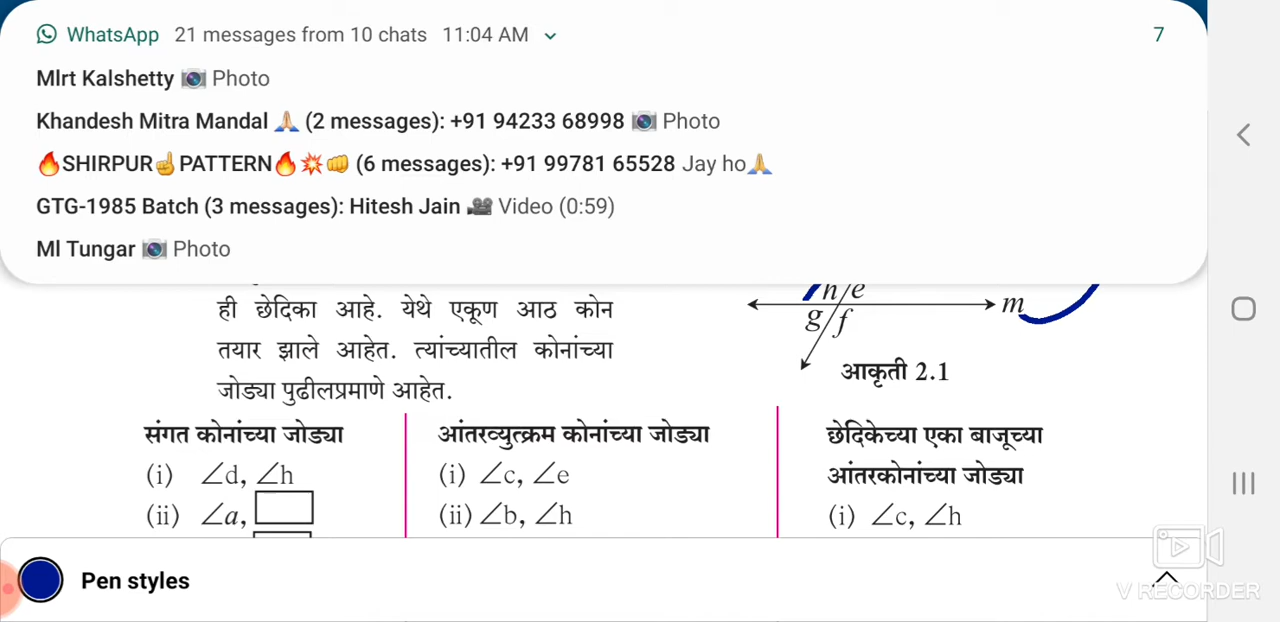 WhatsApp 21 messages from 10 chats 11:04 AM 7
Mlrt Kalshetty 📷 Photo
Khandesh Mitra Mandal 🙏 (2 messages): +91 94233 68998 📷 Photo
🔥SHIRPUR☝PATTERN🔥💥👊 (6 messages): +91 99781 65528 Jay ho🙏
GTG-1985 Batch (3 messages): Hitesh Jain 🎥 Video (0:59)
Ml Tungar 📷 Photo
ही छेदिका आहे. येथे एकूण आठ कोन
तयार झाले आहेत. त्यांच्यातील कोनांच्या
जोड्या पुढीलप्रमाणे आहेत.
h e
m
g f
आकृती 2.1
संगत कोनांच्या जोड्या
(i) ∠d, ∠h
(ii) ∠a,
आंतरव्युत्क्रम कोनांच्या जोड्या
(i) ∠c, ∠e
(ii) ∠b, ∠h
छेदिकेच्या एका बाजूच्या
आंतरकोनांच्या जोड्या
(i) ∠c, ∠h
Pen styles
V RECORDER